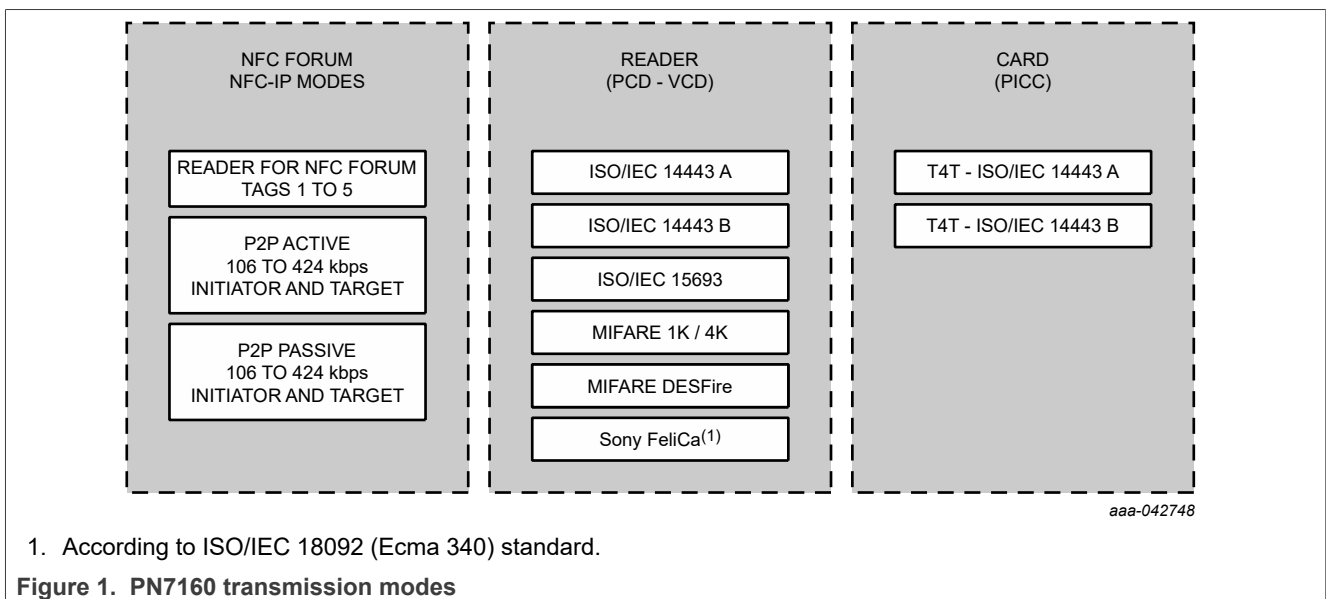 NFC FORUM
NFC-IP MODES
READER FOR NFC FORUM
TAGS 1 TO 5
P2P ACTIVE
106 TO 424 kbps
INITIATOR AND TARGET
P2P PASSIVE
106 TO 424 kbps
INITIATOR AND TARGET
READER
(PCD - VCD)
ISO/IEC 14443 A
ISO/IEC 14443 B
ISO/IEC 15693
MIFARE 1K / 4K
MIFARE DESFire
Sony FeliCa(1)
CARD
(PICC)
T4T - ISO/IEC 14443 A
T4T - ISO/IEC 14443 B
aaa-042748
1. According to ISO/IEC 18092 (Ecma 340) standard.
Figure 1. PN7160 transmission modes